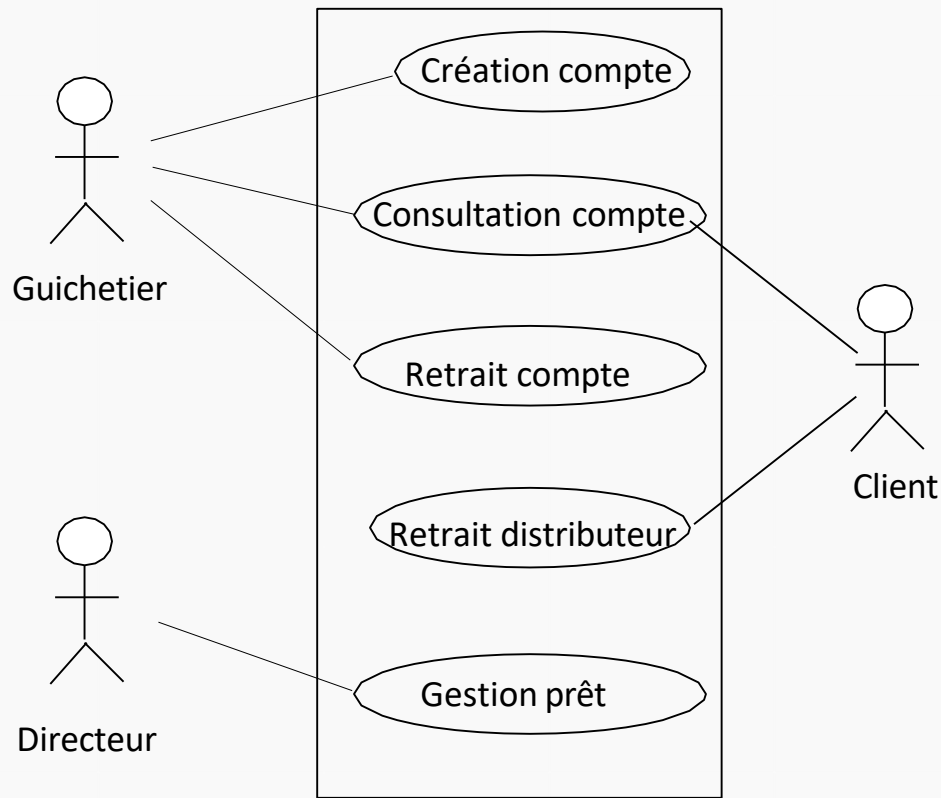 Création compte
Consultation compte
Guichetier
Retrait compte
Client
Retrait distributeur
Gestion prêt
Directeur